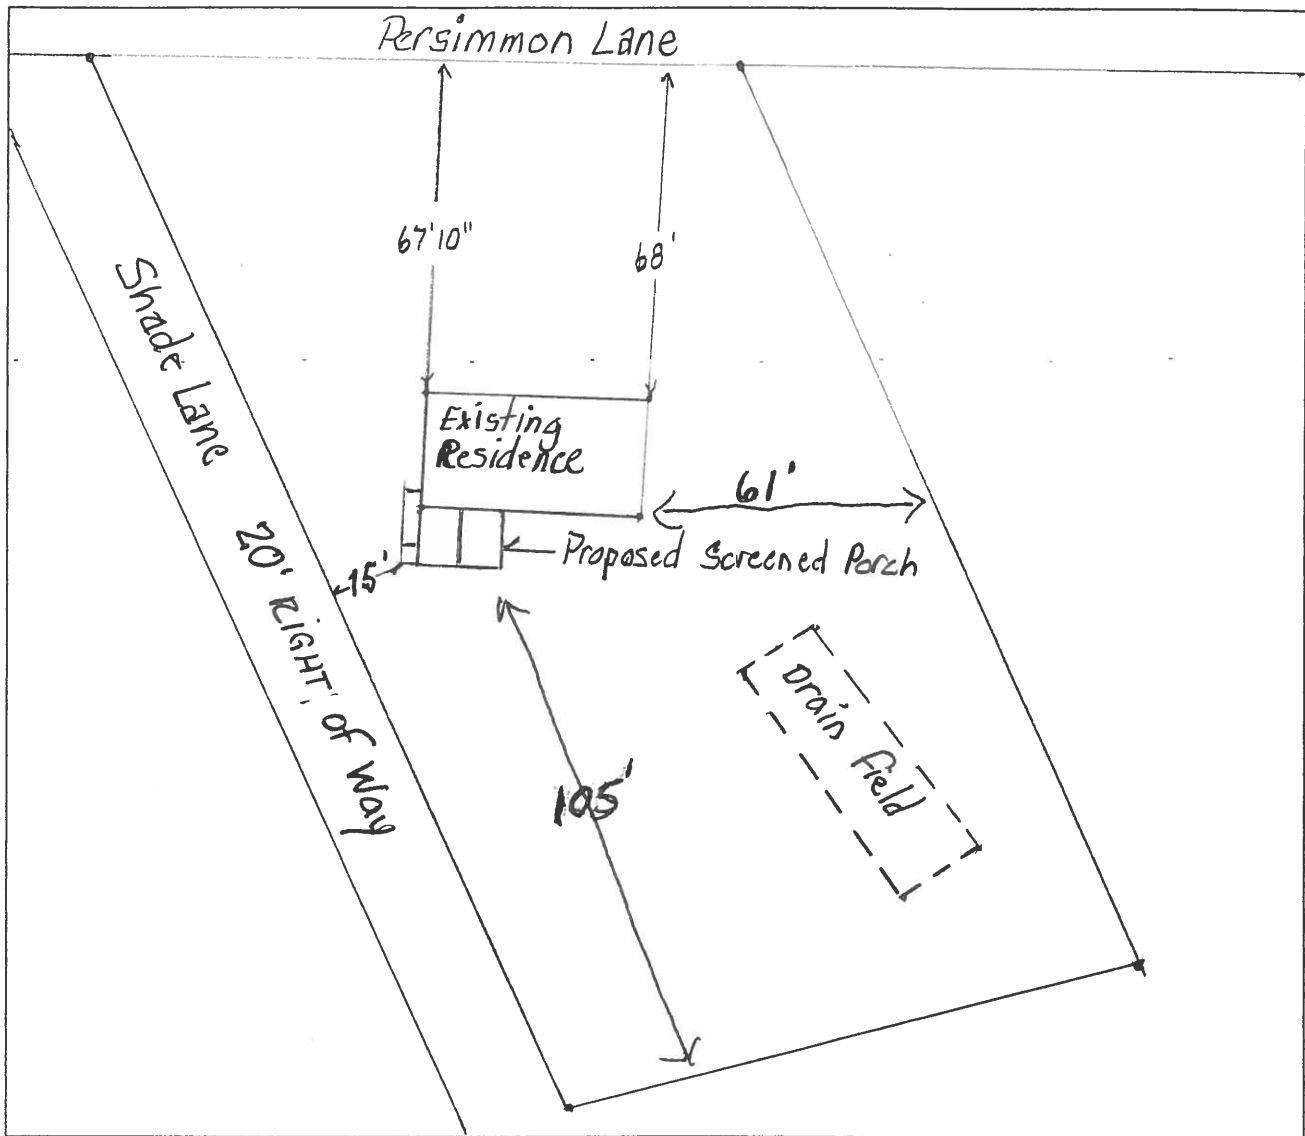 Persimmon Lane
67'10"
68'
Shade Lane 20' RIGHT of Way
Existing
Residence
61'
Proposed Screened Porch
15'
105'
Drain field